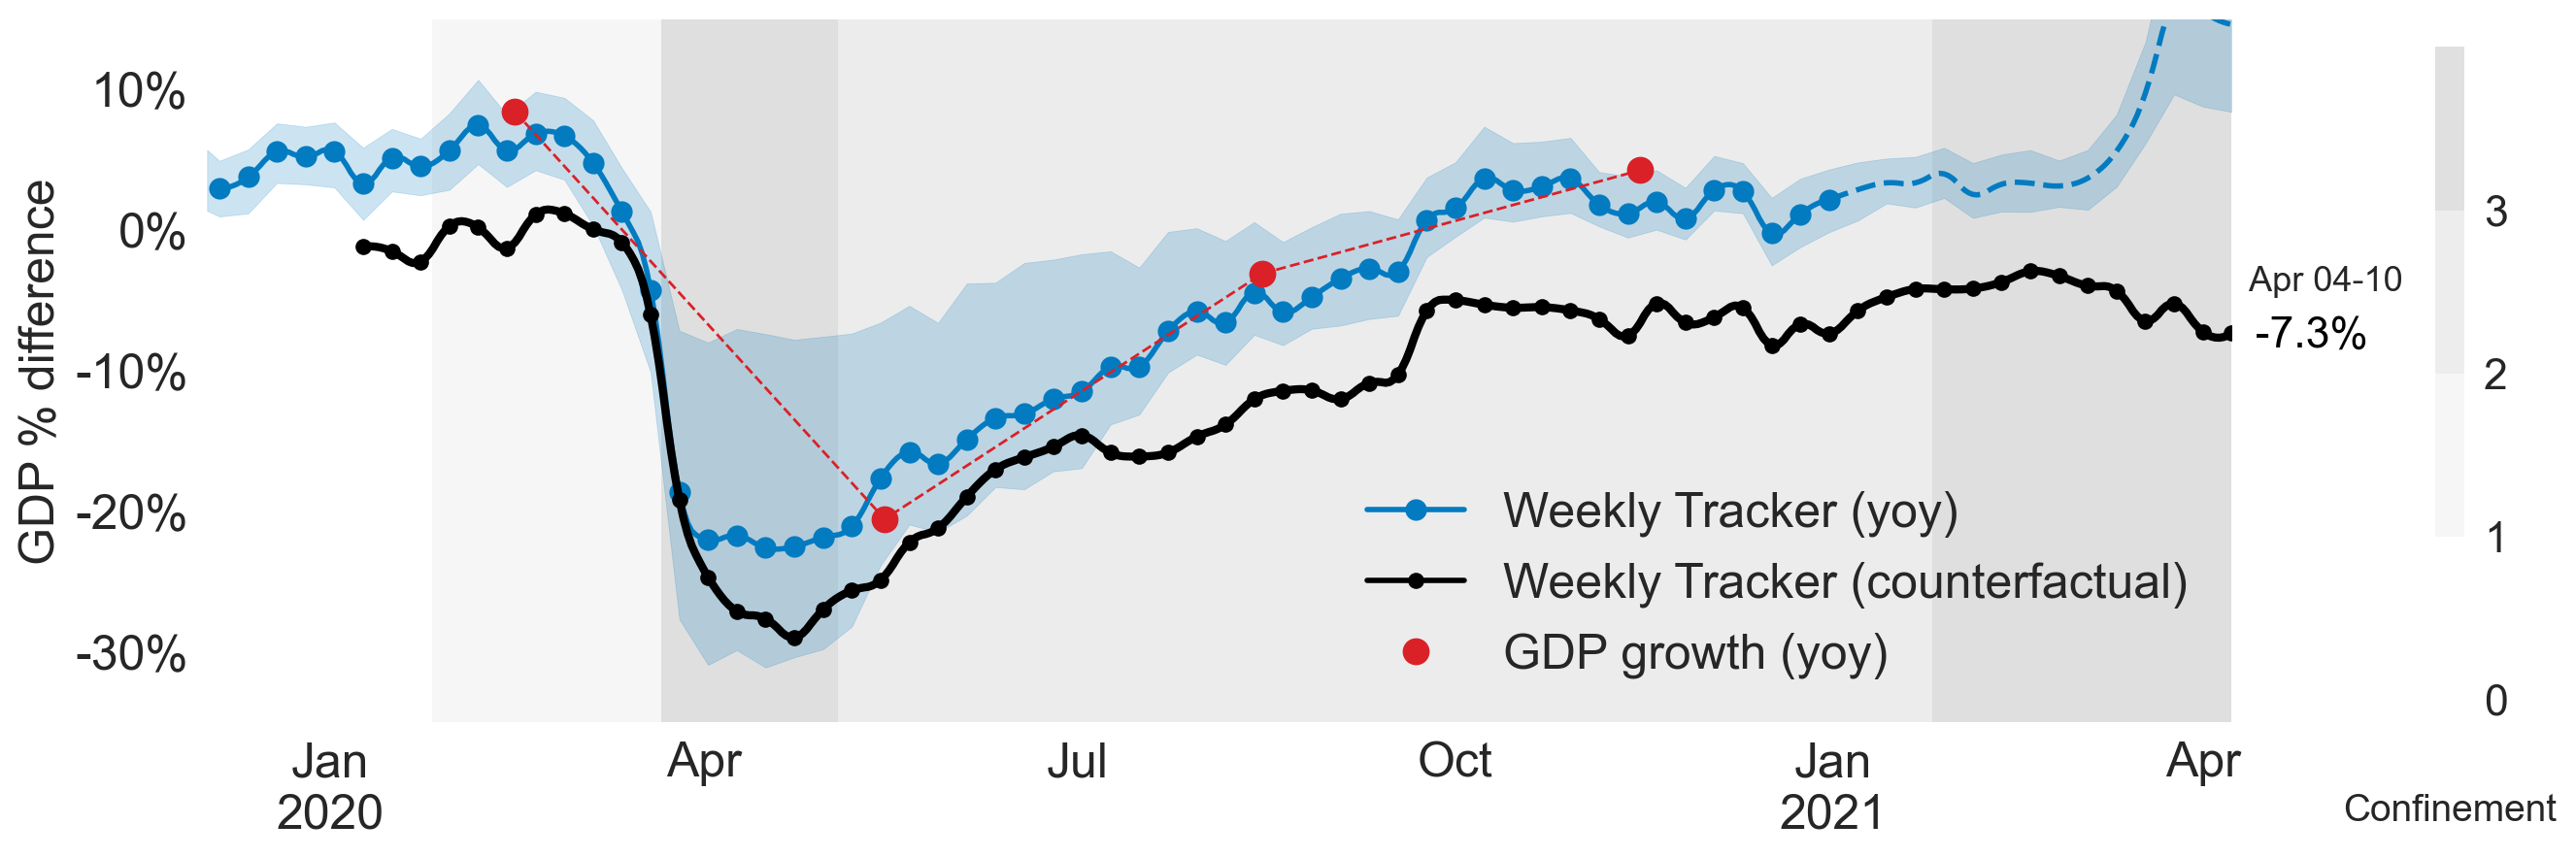 GDP % difference
10%
0%
-10%
-20%
-30%
Jan
2020
Apr
Jul
Oct
Jan
2021
Apr
Weekly Tracker (yoy)
Weekly Tracker (counterfactual)
GDP growth (yoy)
Apr 04-10
-7.3%
3
2
1
0
Confinement